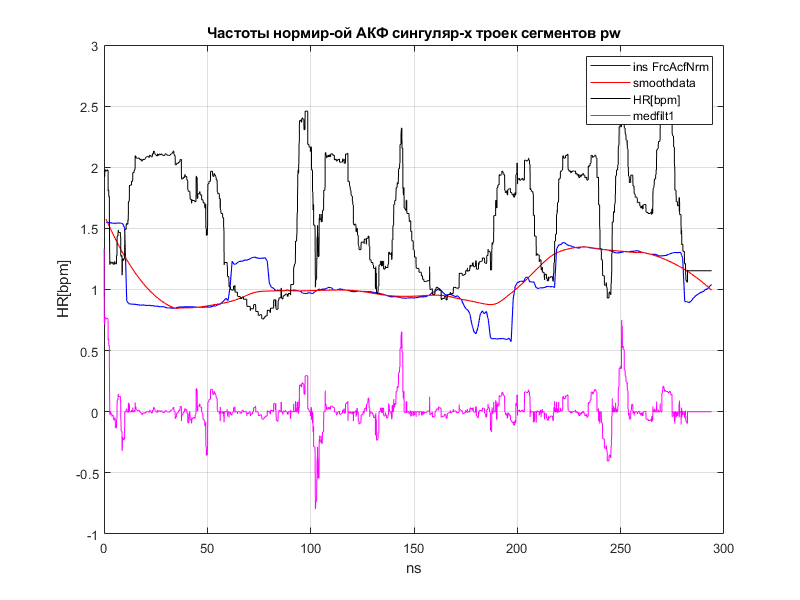 Частоты нормир-ой АКФ сингуляр-х троек сегментов pw
3
2.5
2
1.5
1
0.5
0
-0.5
-1
HR[bpm]
ins FrcAcfNrm
smoothdata
HR[bpm]
medfilt1
0 50 100 150 200 250 300
ns